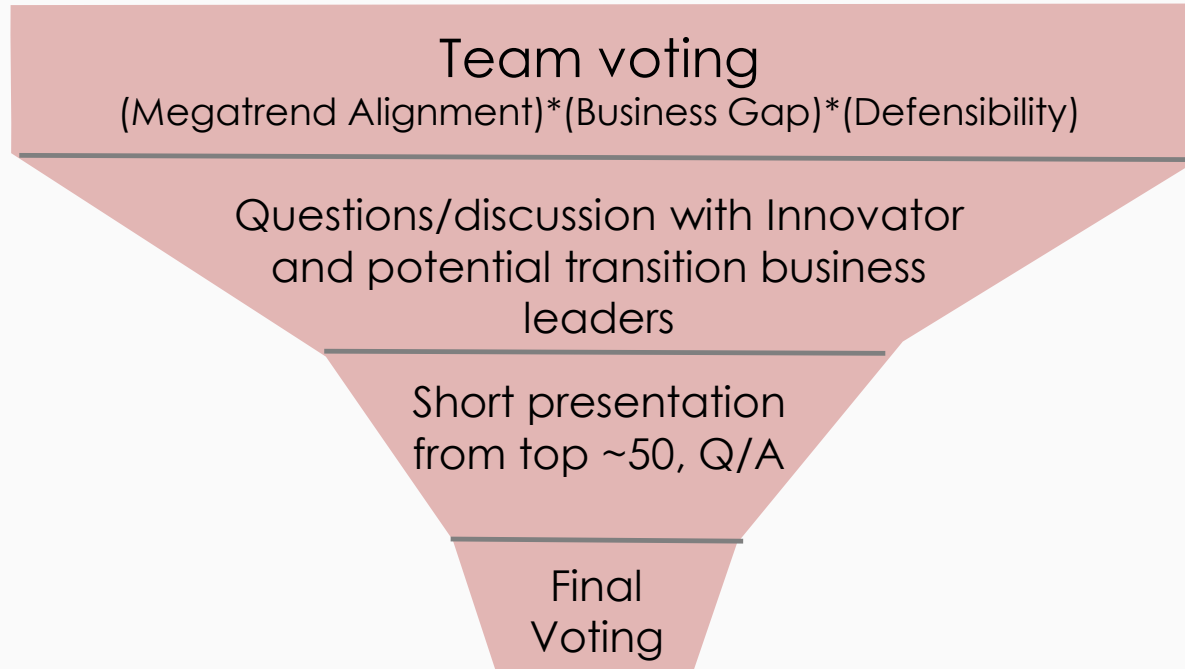 Team voting
(Megatrend Alignment)*(Business Gap)*(Defensibility)
Questions/discussion with Innovator
and potential transition business
leaders
Short presentation
from top ~50, Q/A
Final
Voting